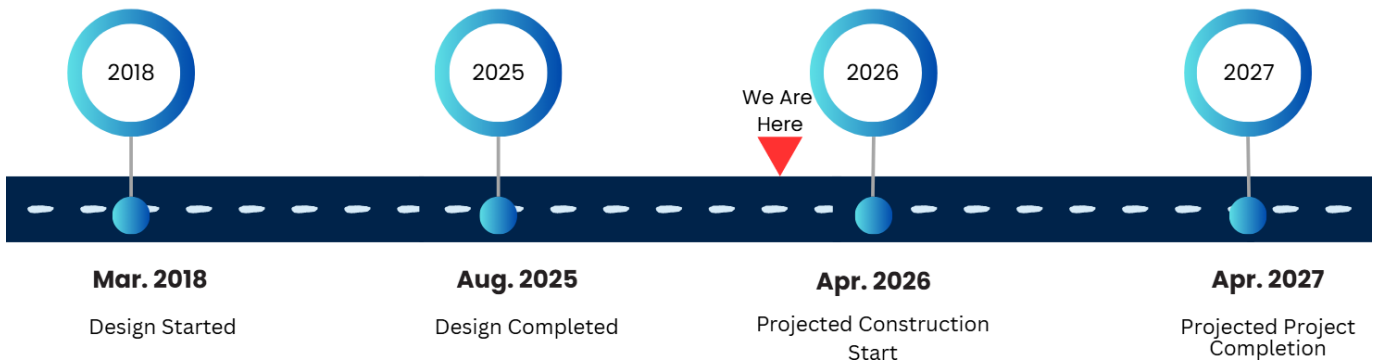 2018
2025
2026
2027
We Are
Here
Mar. 2018
Aug. 2025
Apr. 2026
Apr. 2027
Design Started
Design Completed
Projected Construction
Start
Projected Project
Completion